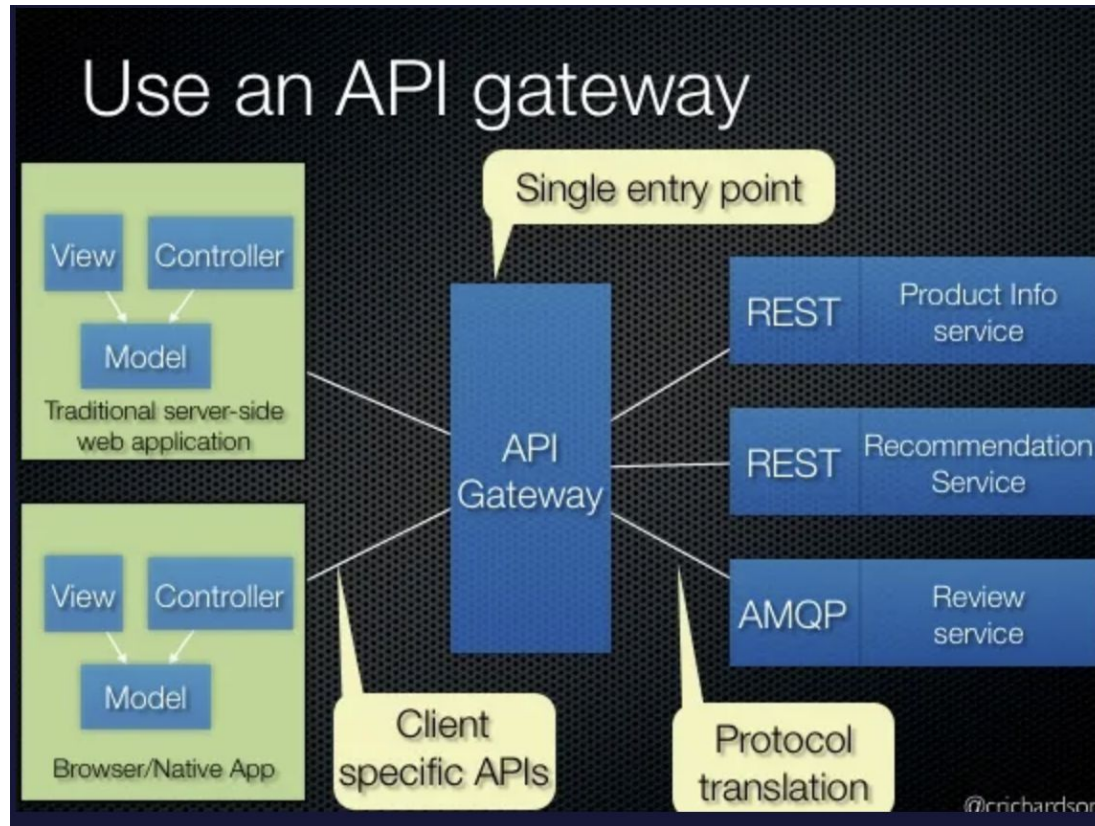 Use an API gateway
Single entry point
View
Controller
Model
Traditional server-side
web application
API
Gateway
REST
Product Info
service
REST
Recommendation
Service
AMQP
Review
service
View
Controller
Model
Browser/Native App
Client
specific APIs
Protocol
translation
@crichardson